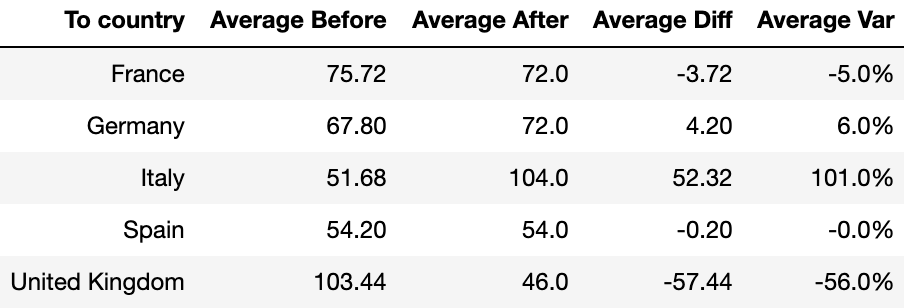 To country Average Before Average After Average Diff Average Var
France 75.72 72.0 -3.72 -5.0%
Germany 67.80 72.0 4.20 6.0%
Italy 51.68 104.0 52.32 101.0%
Spain 54.20 54.0 -0.20 -0.0%
United Kingdom 103.44 46.0 -57.44 -56.0%